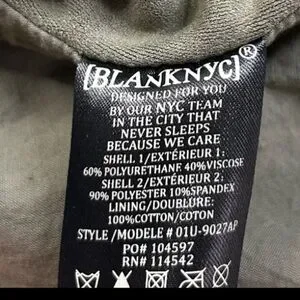 [BLANKNYC]®
DESIGNED FOR YOU
BY OUR NYC TEAM
IN THE CITY THAT
NEVER SLEEPS
BECAUSE WE CARE
SHELL 1/EXTÉRIEUR 1:
60% POLYURETHANE 40%VISCOSE
SHELL 2/EXTÉRIEUR 2:
90% POLYESTER 10%SPANDEX
LINING/DOUBLURE:
100%COTTON/COTON
STYLE /MODELE # 01U-9027AP
PO# 104597
RN# 114542